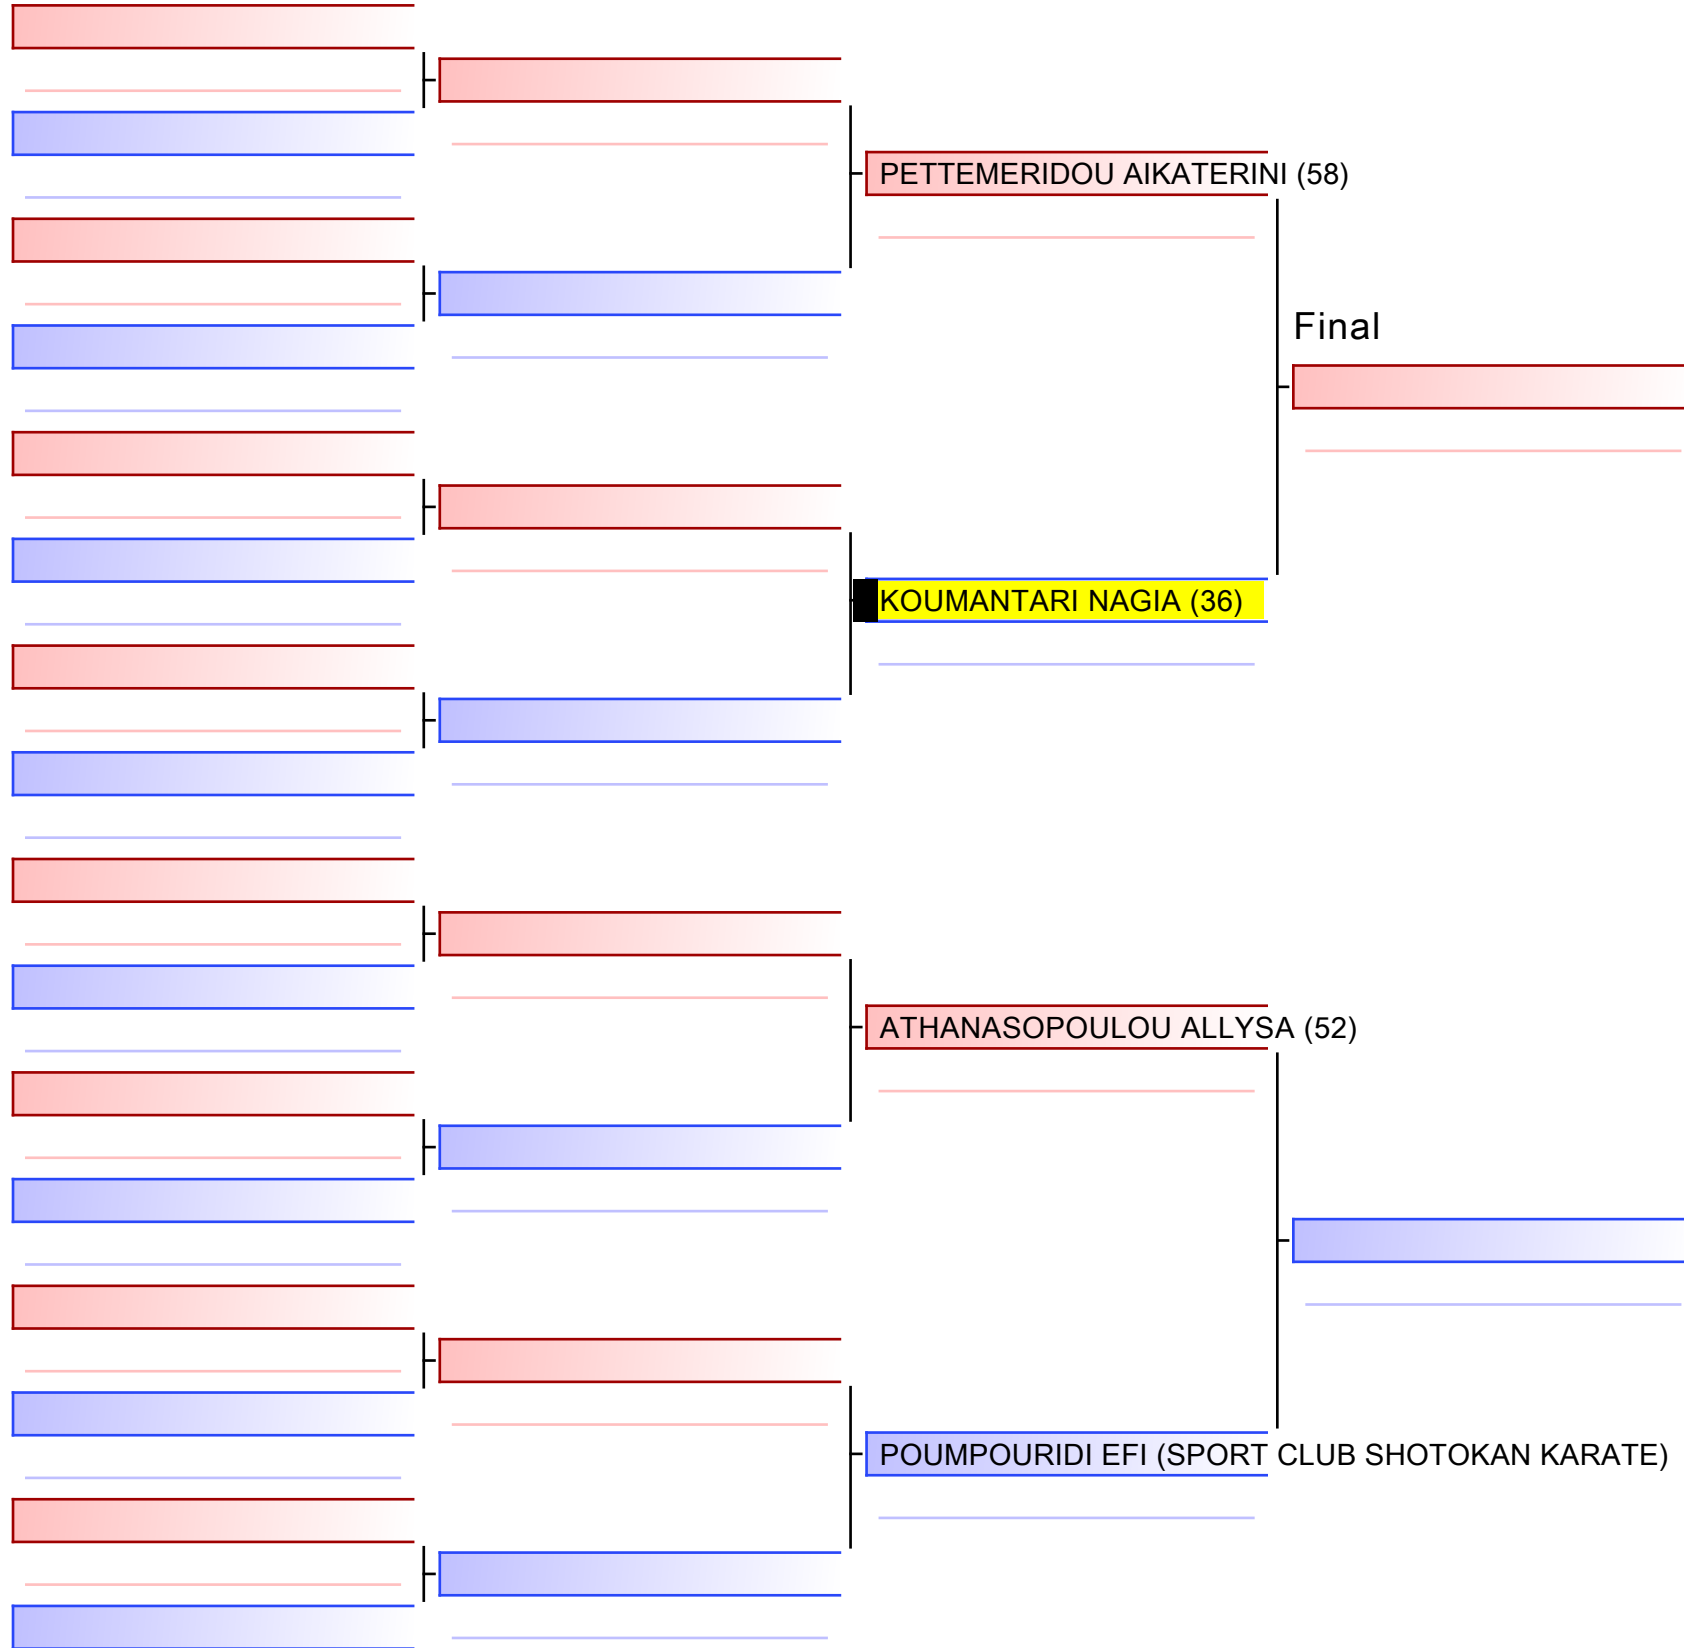 PETTEMERIDOU AIKATERINI (58)
Final
KOUMANTARI NAGIA (36)
ATHANASOPOULOU ALLYSA (52)
POUMPOURIDI EFI (SPORT CLUB SHOTOKAN KARATE)